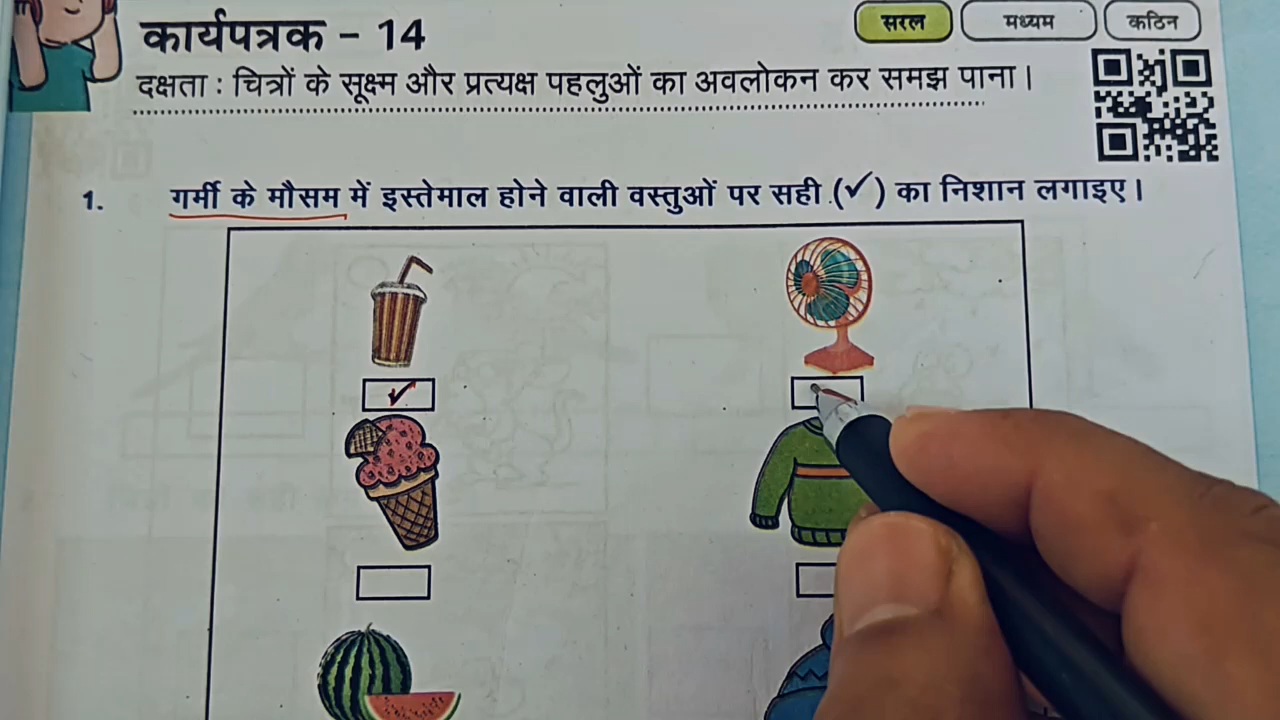 कार्यपत्रक - 14
सरल
मध्यम
कठिन
दक्षता : चित्रों के सूक्ष्म और प्रत्यक्ष पहलुओं का अवलोकन कर समझ पाना।
1. गर्मी के मौसम में इस्तेमाल होने वाली वस्तुओं पर सही (✓) का निशान लगाइए।